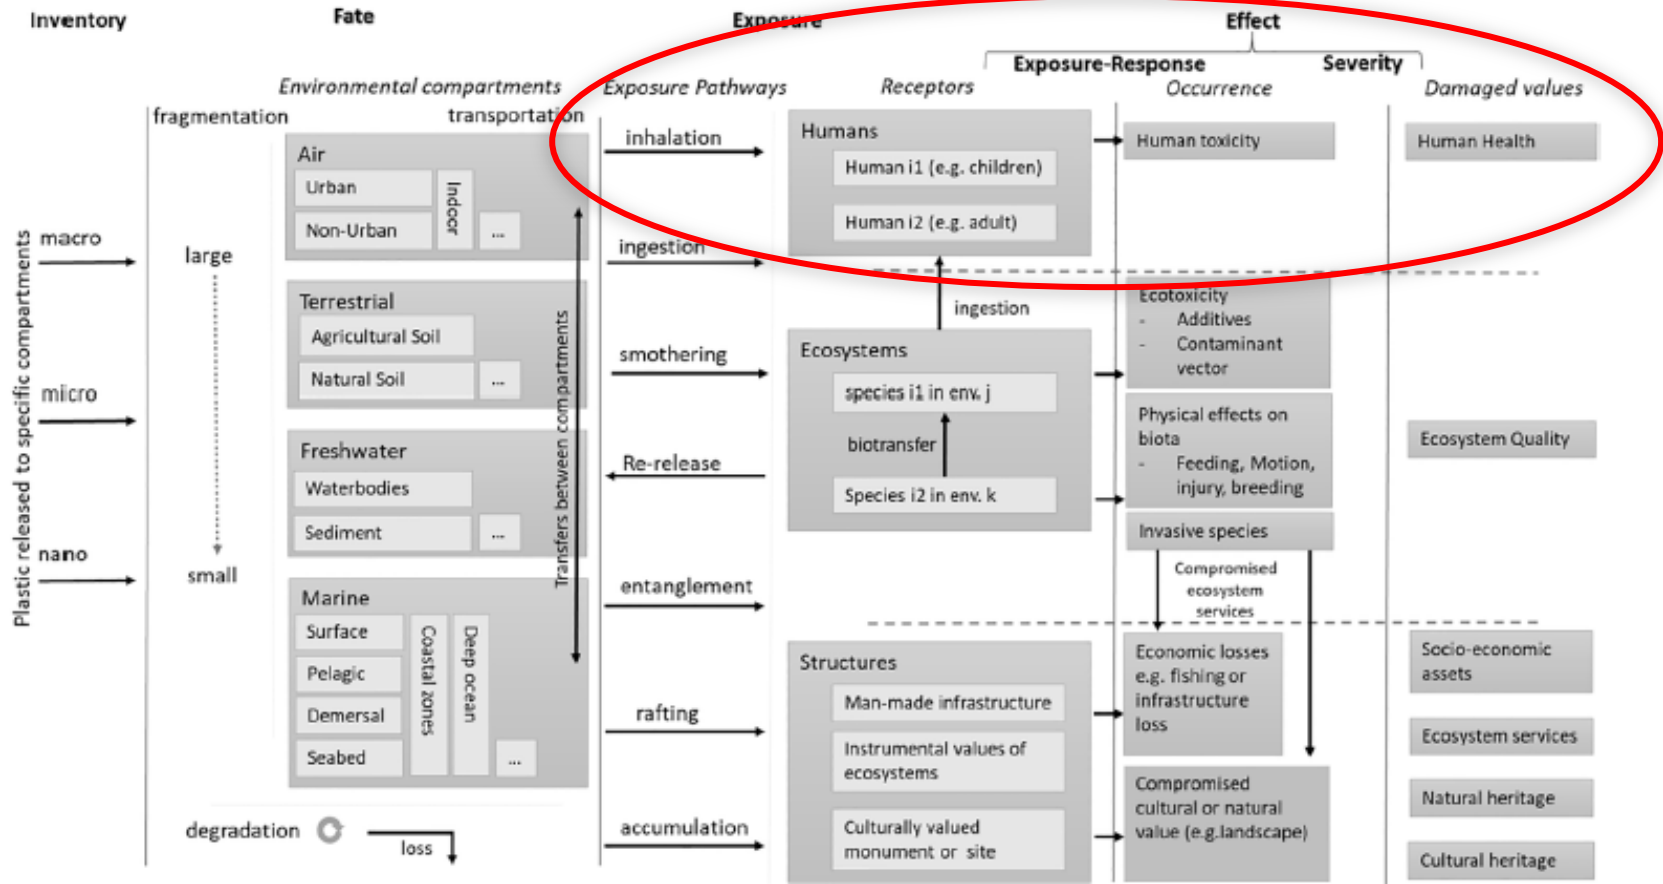 Inventory
Fate
Exposure
Effect
Exposure-Response
Severity
Environmental compartments
Exposure Pathways
Receptors
Occurrence
Damaged values
fragmentation
transportation
Plastic released to specific compartments
macro
micro
nano
large
small
Air
Urban
Non-Urban
Indoor
...
Terrestrial
Agricultural Soil
Natural Soil
...
Freshwater
Waterbodies
Sediment
...
Marine
Surface
Pelagic
Demersal
Seabed
Coastal zones
Deep ocean
...
Transfers between compartments
degradation
loss
inhalation
ingestion
smothering
Re-release
entanglement
rafting
accumulation
Humans
Human i1 (e.g. children)
Human i2 (e.g. adult)
ingestion
Ecosystems
species i1 in env. j
biotransfer
Species i2 in env. k
Structures
Man-made infrastructure
Instrumental values of
ecosystems
Culturally valued
monument or site
Human toxicity
Ecotoxicity
- Additives
- Contaminant
vector
Physical effects on
biota
- Feeding, Motion,
injury, breeding
Invasive species
Compromised
ecosystem
services
Economic losses
e.g. fishing or
infrastructure
loss
Compromised
cultural or natural
value (e.g.landscape)
Human Health
Ecosystem Quality
Socio-economic
assets
Ecosystem services
Natural heritage
Cultural heritage